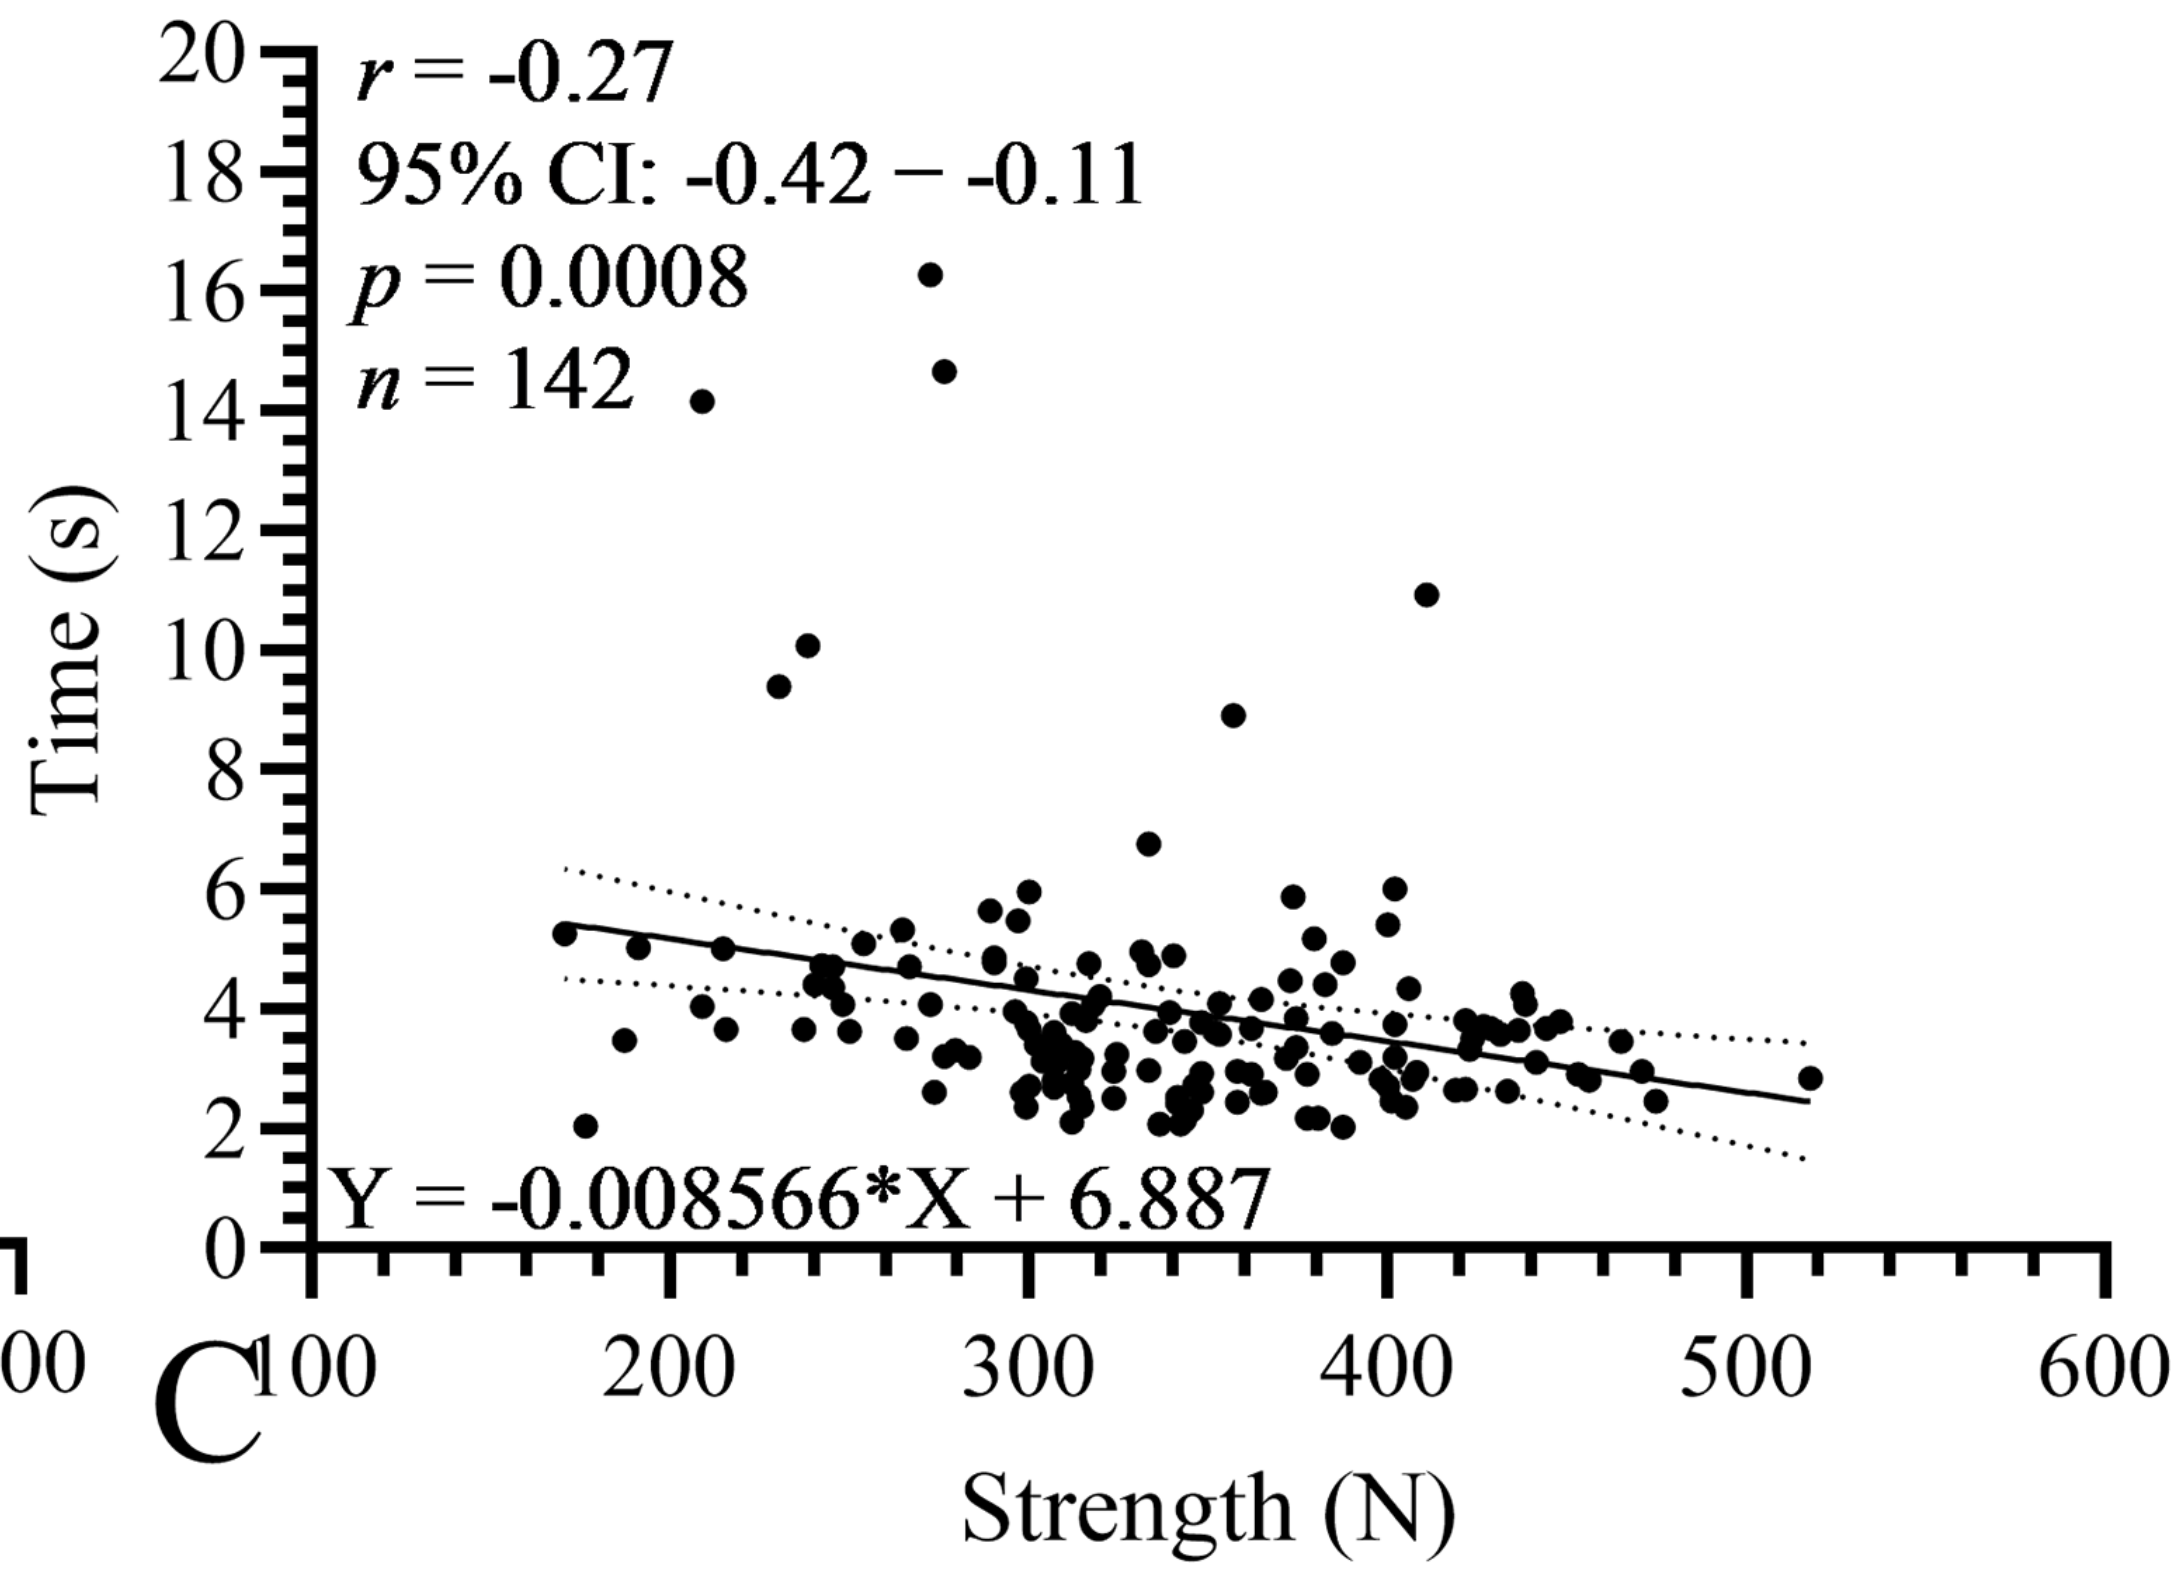 20
r = -0.27
18
95% CI: -0.42 – -0.11
16
p = 0.0008
14
n = 142
12
10
8
6
4
2
0
Time (s)
Y = -0.008566*X + 6.887
00
C
100 200 300 400 500 600
Strength (N)